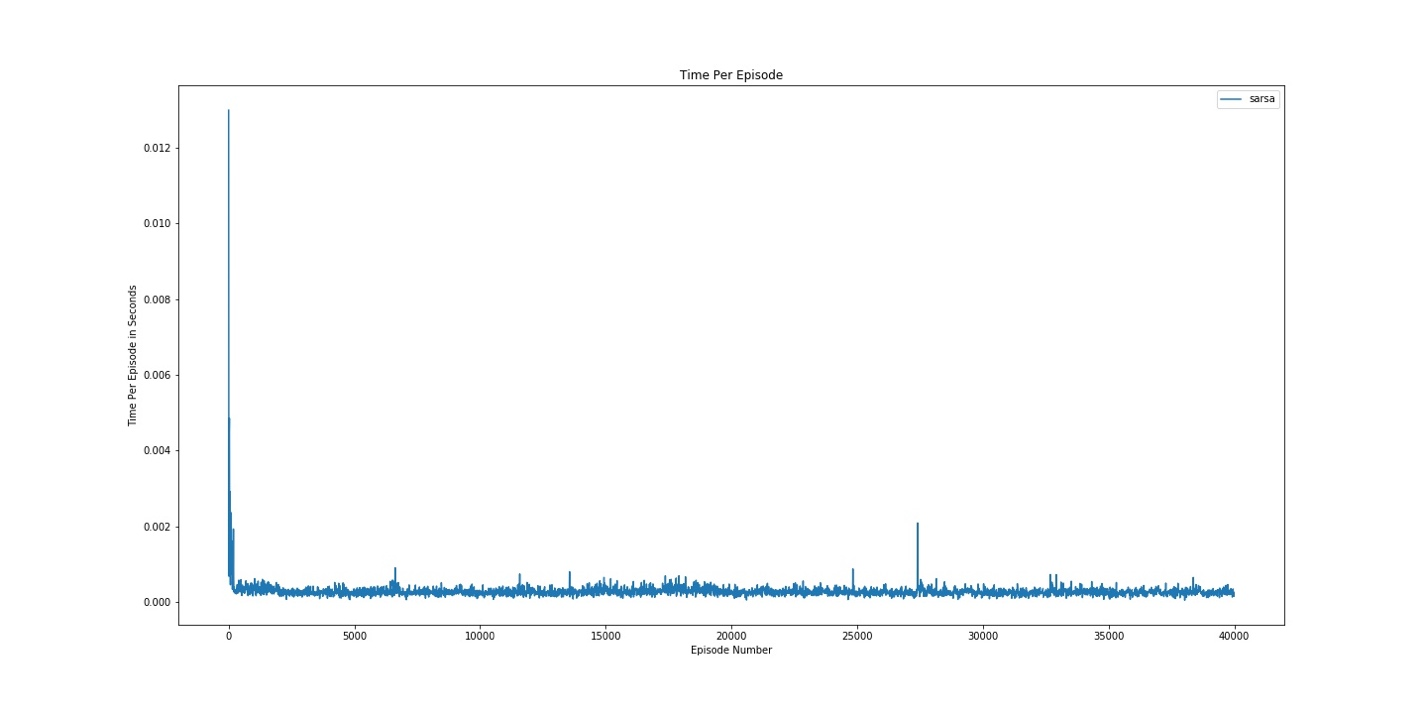 Time Per Episode
sarsa
Time Per Episode in Seconds
0.012
0.010
0.008
0.006
0.004
0.002
0.000
0 5000 10000 15000 20000 25000 30000 35000 40000
Episode Number